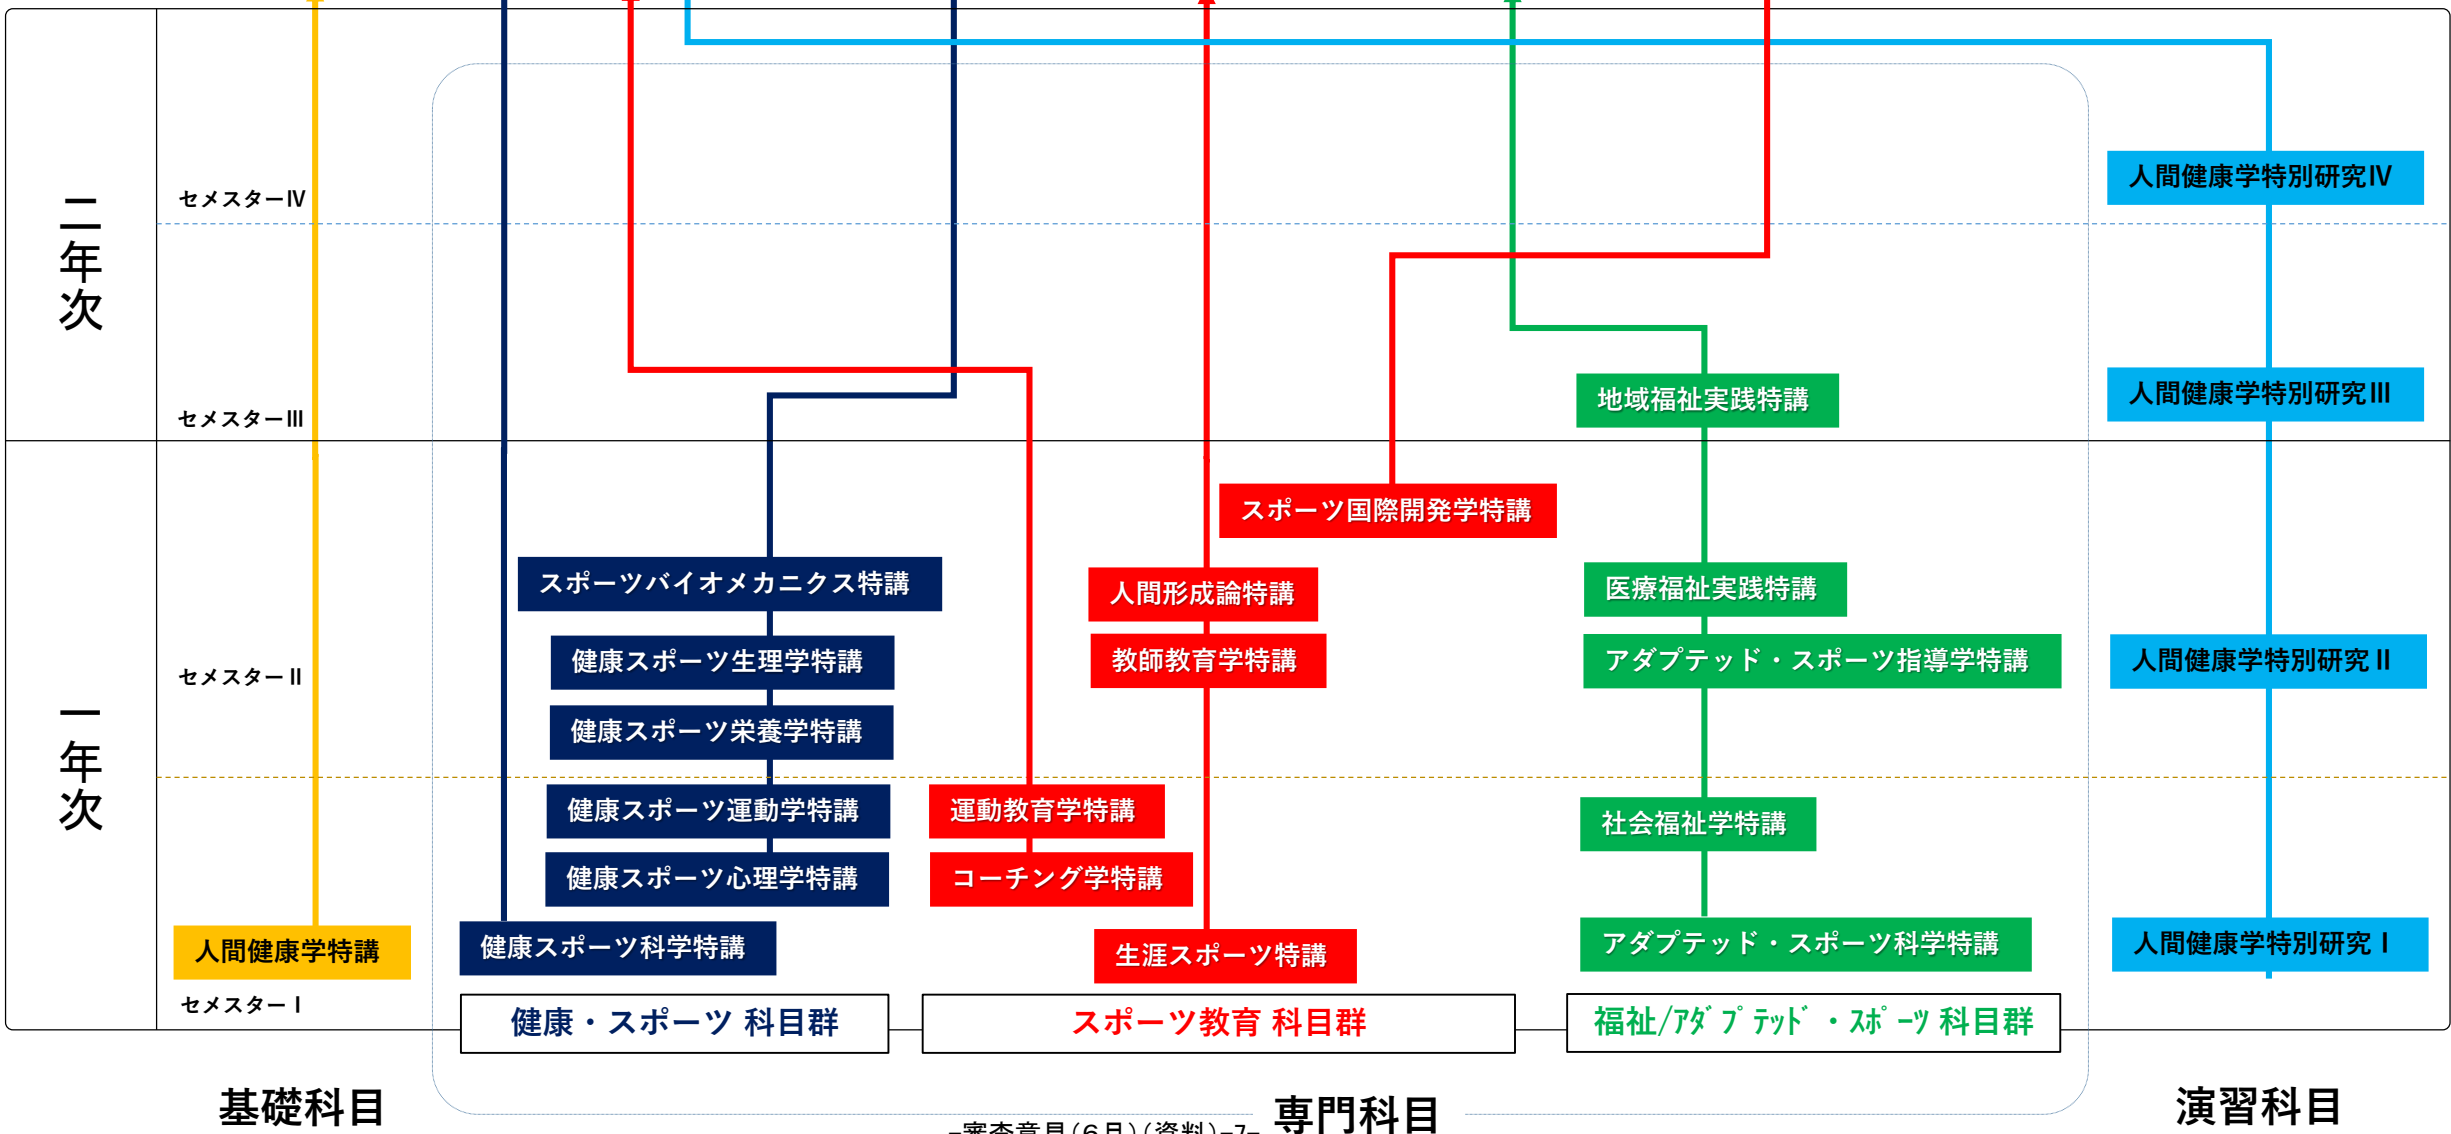 二年次
セメスターⅣ
人間健康学特別研究Ⅳ
セメスターⅢ
地域福祉実践特講
人間健康学特別研究Ⅲ
一年次
スポーツ国際開発学特講
スポーツバイオメカニクス特講
人間形成論特講
医療福祉実践特講
セメスターⅡ
健康スポーツ生理学特講
教師教育学特講
アダプテッド・スポーツ指導学特講
人間健康学特別研究Ⅱ
健康スポーツ栄養学特講
健康スポーツ運動学特講
運動教育学特講
社会福祉学特講
健康スポーツ心理学特講
コーチング学特講
人間健康学特講
健康スポーツ科学特講
生涯スポーツ特講
アダプテッド・スポーツ科学特講
人間健康学特別研究Ⅰ
セメスターⅠ
健康・スポーツ 科目群
スポーツ教育 科目群
福祉/ｱﾀﾞﾌﾟﾃｯﾄﾞ・ｽﾎﾟｰﾂ 科目群
基礎科目
専門科目
演習科目
-審査意見(6月)(資料)-7-